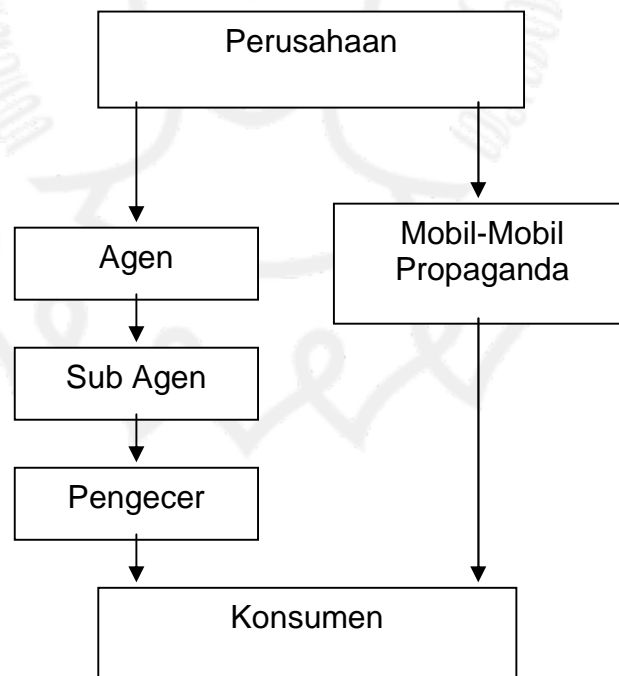 Perusahaan
Agen
Mobil-Mobil
Propaganda
Sub Agen
Pengecer
Konsumen